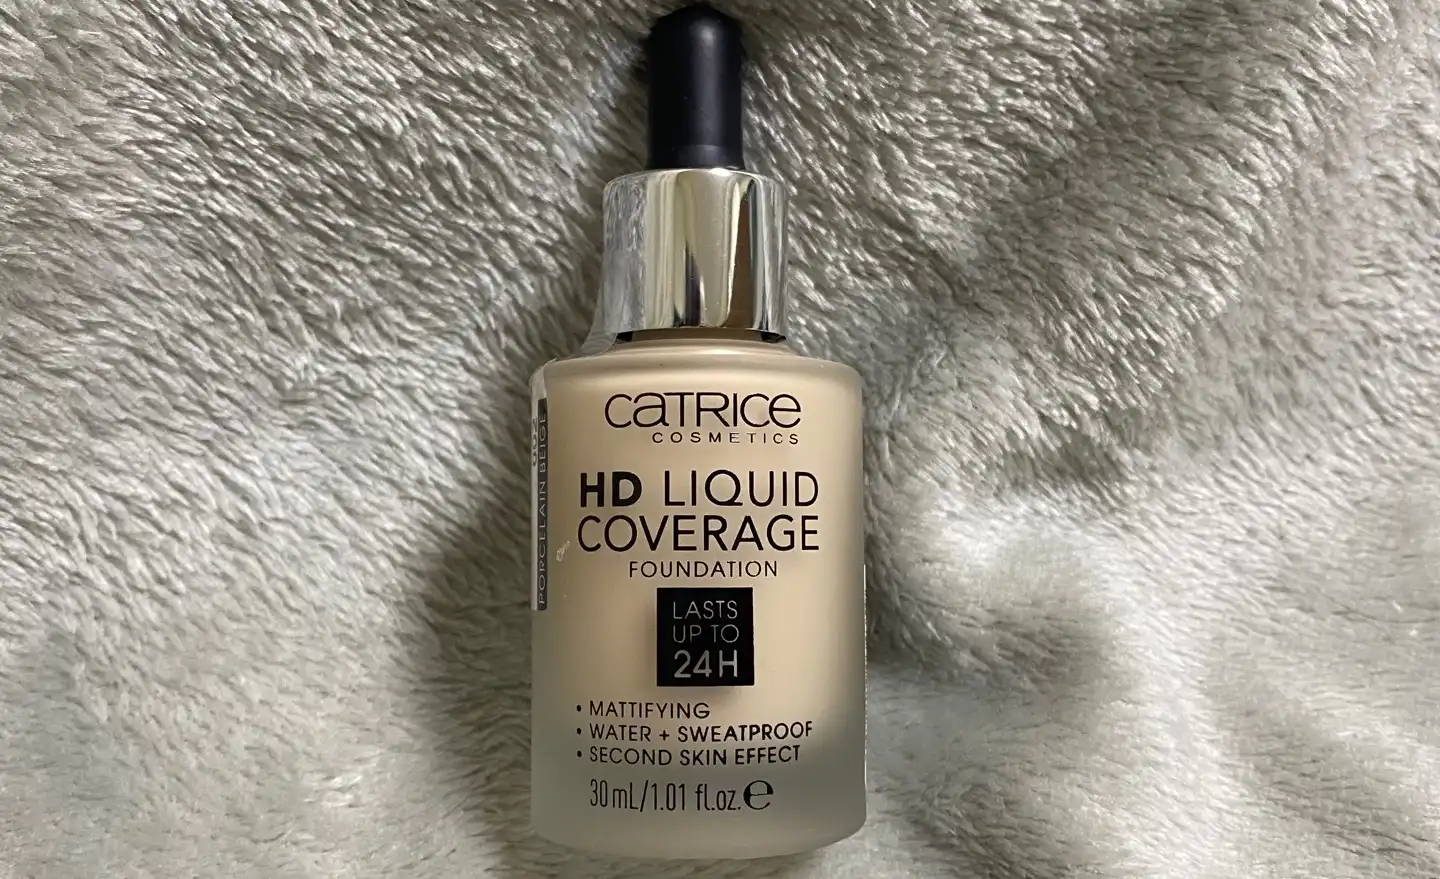 CATRICE
COSMETICS
HD LIQUID
COVERAGE
FOUNDATION
LASTS
UP TO
24H
• MATTIFYING
• WATER + SWEATPROOF
• SECOND SKIN EFFECT
30 mL/1.01 fl.oz. e
PORCELAIN BEIGE